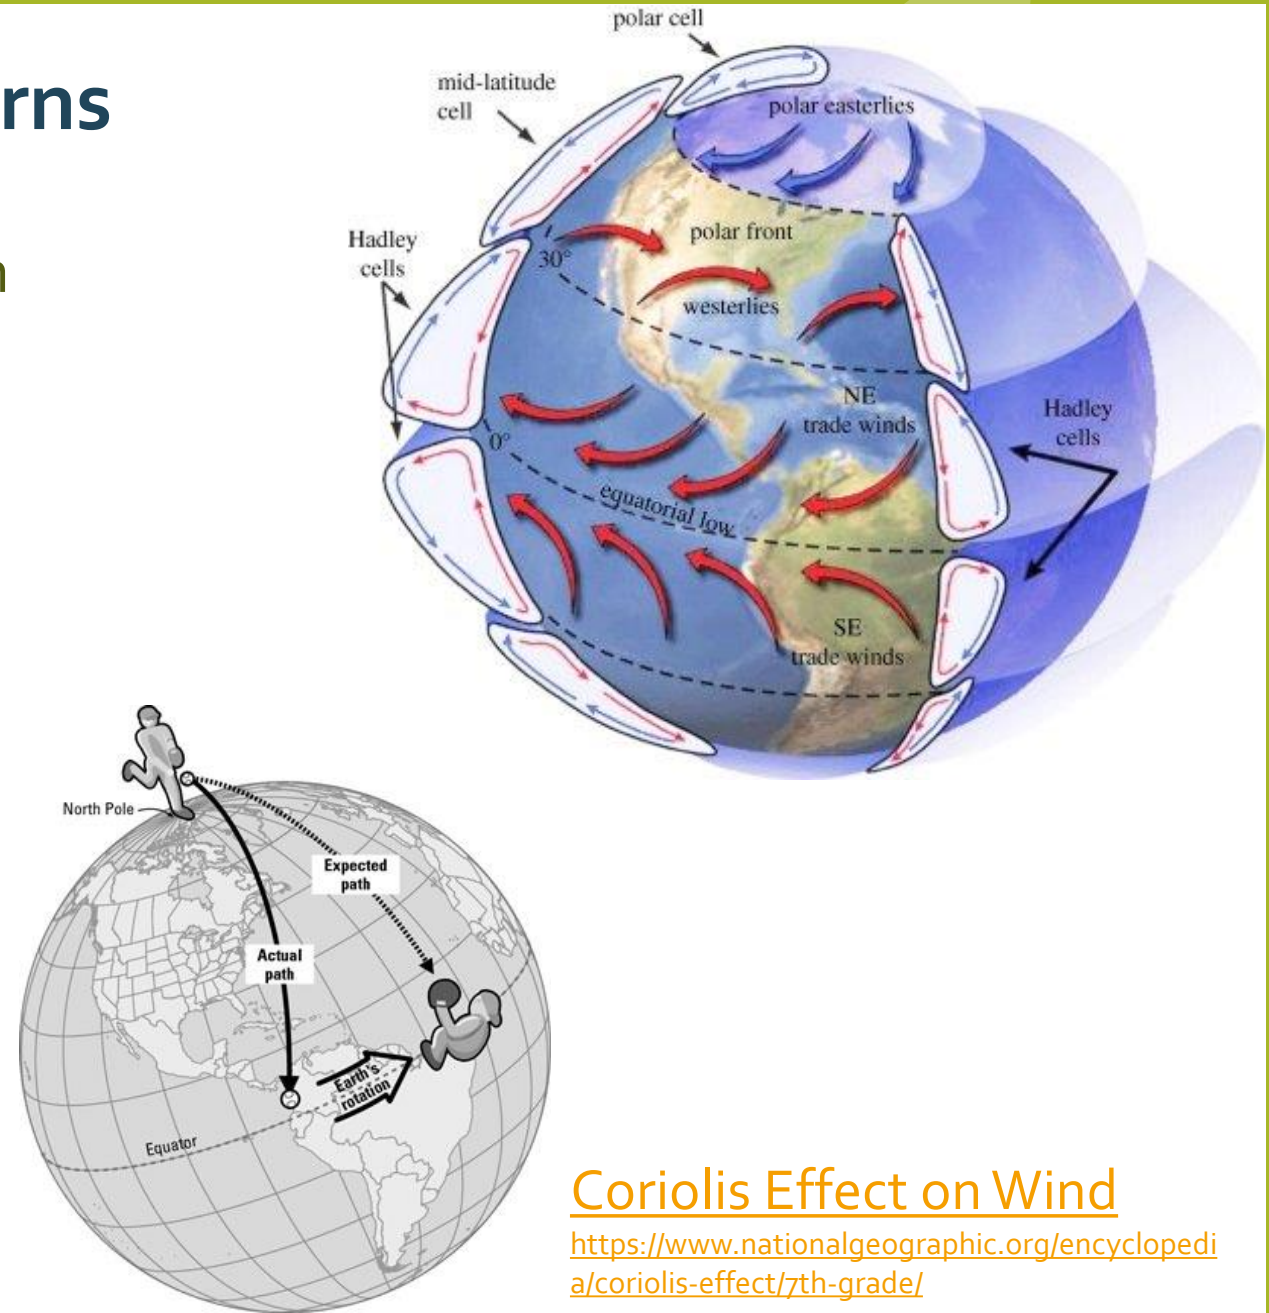 rns
n
polar cell
mid-latitude
cell
polar easterlies
Hadley
cells
30°
polar front
westerlies
NE
trade winds
Hadley
cells
0°
equatorial low
SE
trade winds
North Pole
Expected
path
Actual
path
Earth's
rotation
Equator
Coriolis Effect on Wind
https://www.nationalgeographic.org/encyclopedi
a/coriolis-effect/7th-grade/